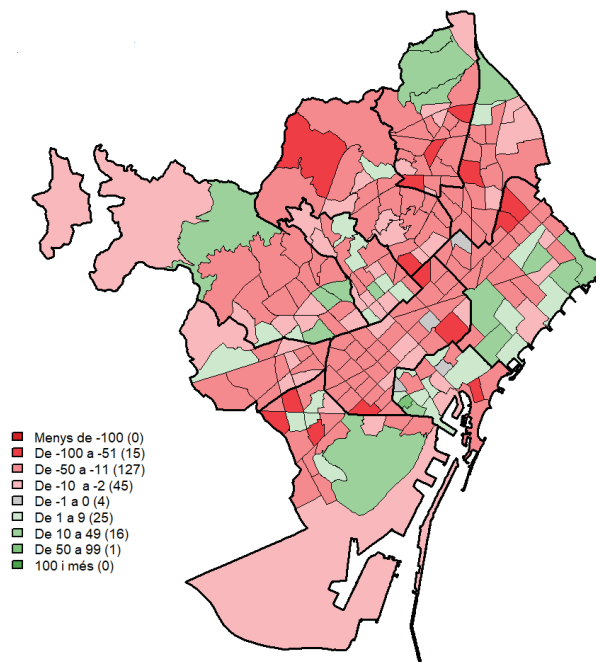 Menys de -100 (0)
De -100 a -51 (15)
De -50 a -11 (127)
De -10 a -2 (45)
De -1 a 0 (4)
De 1 a 9 (25)
De 10 a 49 (16)
De 50 a 99 (1)
100 i més (0)